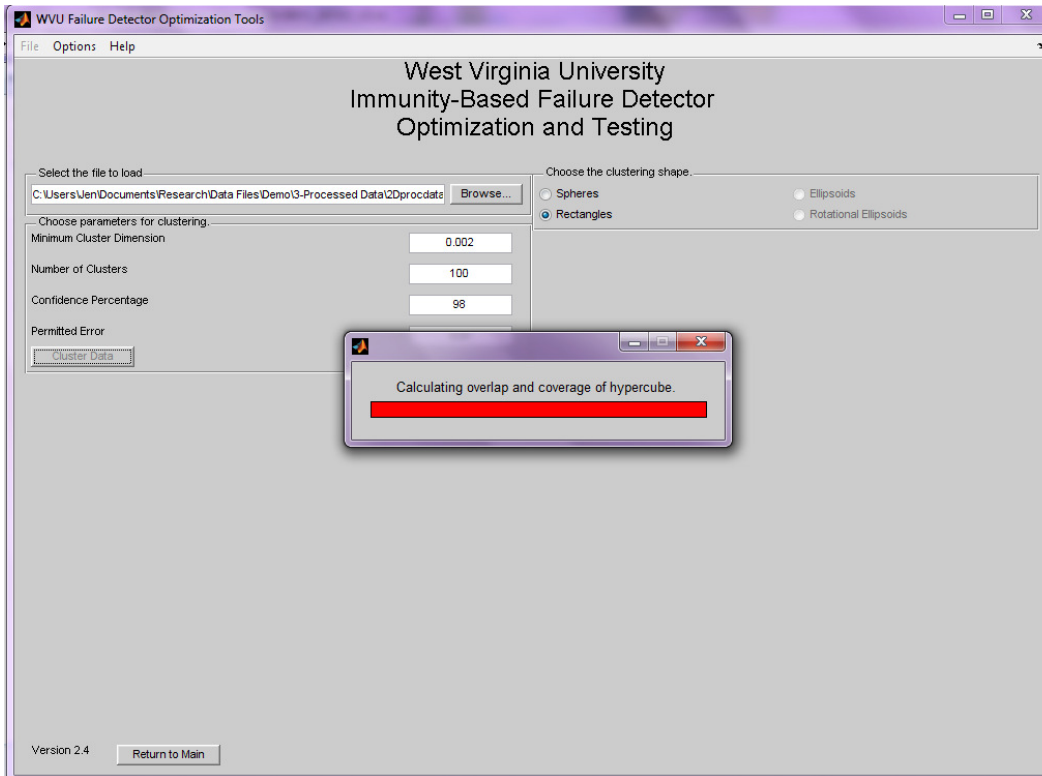 WVU Failure Detector Optimization Tools
File Options Help
West Virginia University
Immunity-Based Failure Detector
Optimization and Testing
Select the file to load
C:\Users\Jen\Documents\Research\Data Files\Demo\3-Processed Data\2Dprocdata
Browse...
Choose the clustering shape.
Spheres
Ellipsoids
Rectangles
Rotational Ellipsoids
Choose parameters for clustering.
Minimum Cluster Dimension
0.002
Number of Clusters
100
Confidence Percentage
98
Permitted Error
Cluster Data
Calculating overlap and coverage of hypercube.
Version 2.4
Return to Main